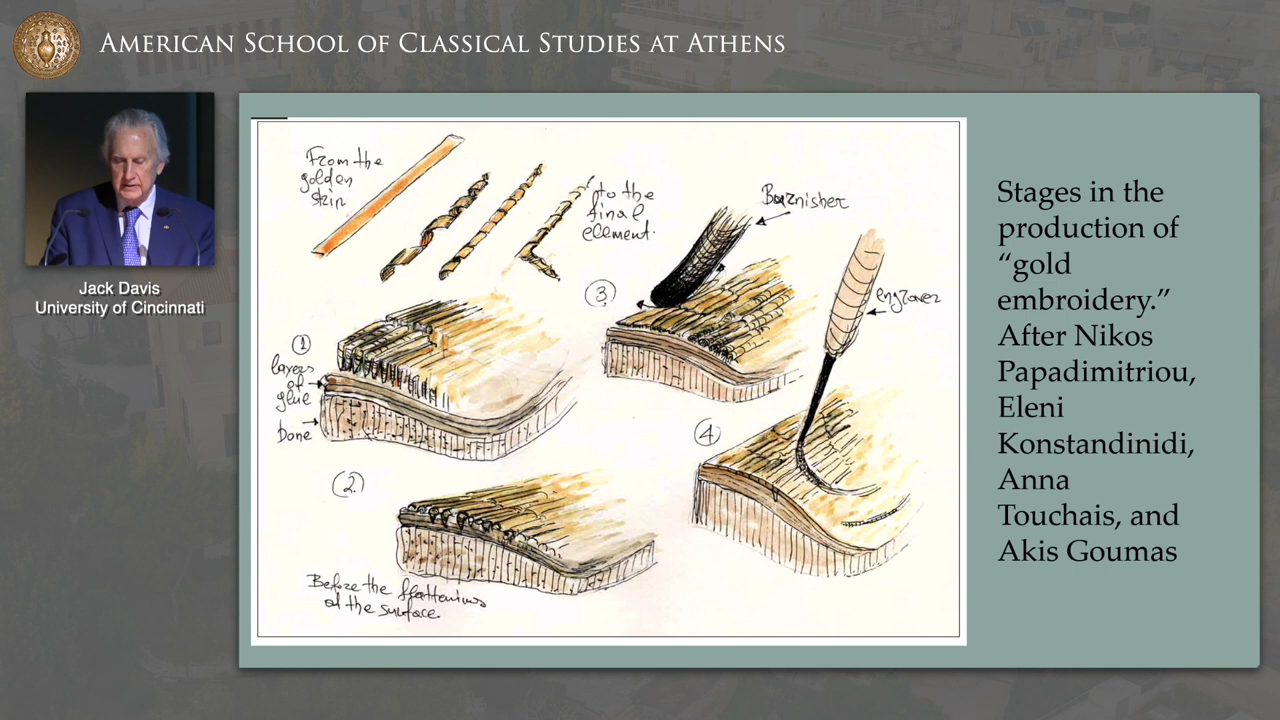 AMERICAN SCHOOL OF CLASSICAL STUDIES AT ATHENS
Jack Davis
University of Cincinnati
From the
golden
strip
to the
final
element.
Burnisher
engraver
1
layers
of
glue
bone
2
Before the flattening
of the surface.
3
4
Stages in the
production of
“gold
embroidery.”
After Nikos
Papadimitriou,
Eleni
Konstandinidi,
Anna
Touchais, and
Akis Goumas